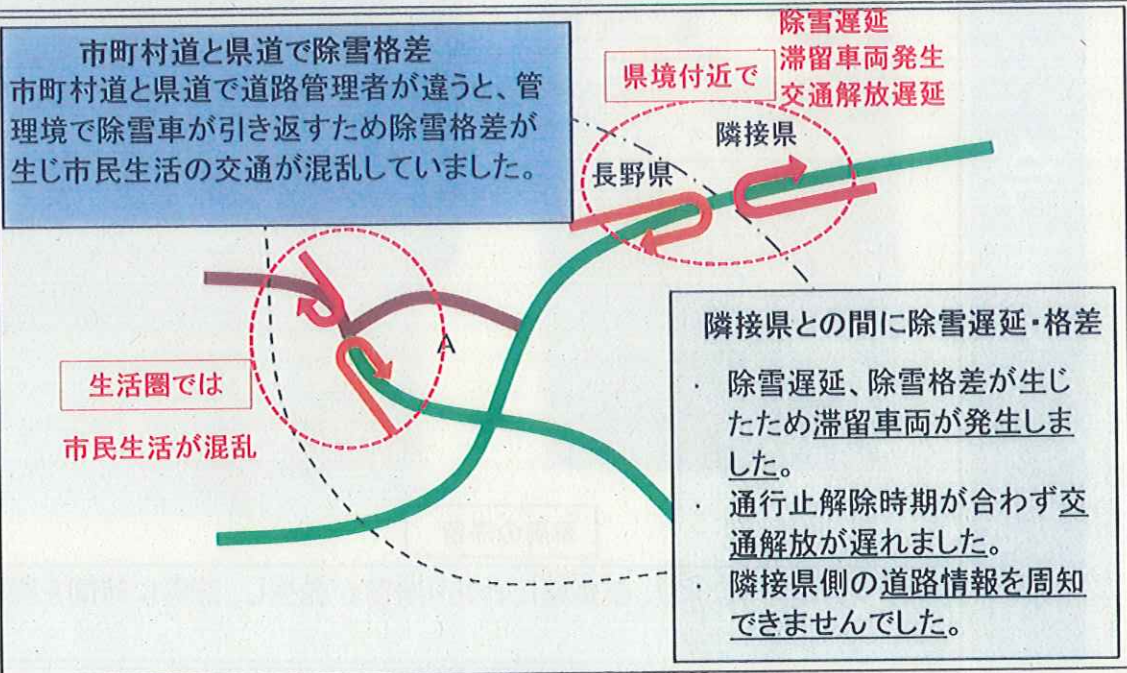 市町村道と県道で除雪格差
市町村道と県道で道路管理者が違うと、管
理境で除雪車が引き返すため除雪格差が
生じ市民生活の交通が混乱していました。
県境付近で
除雪遅延
滞留車両発生
交通解放遅延
隣接県
長野県
A
生活圏では
市民生活が混乱
隣接県との間に除雪遅延・格差
・ 除雪遅延、除雪格差が生じ
たため滞留車両が発生しま
した。
・ 通行止解除時期が合わず交
通解放が遅れました。
隣接県側の道路情報を周知
できませんでした。